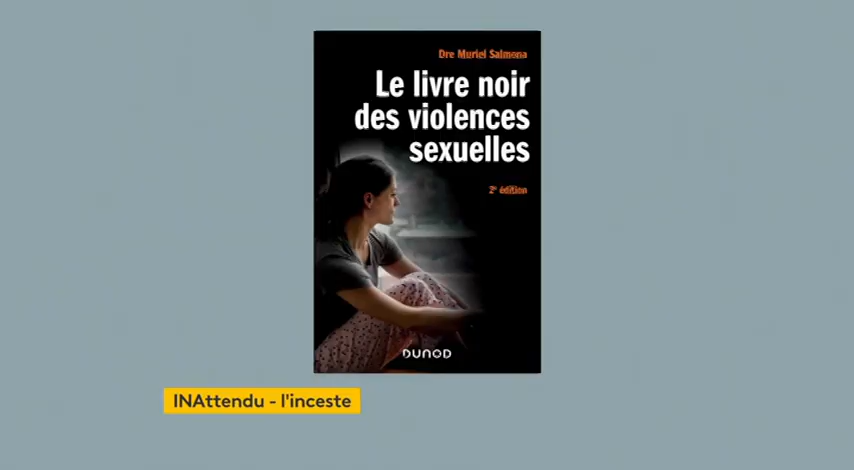 Dre Muriel Salmona
Le livre noir
des violences
sexuelles
2e édition
DUNOD
INAttendu - l'inceste